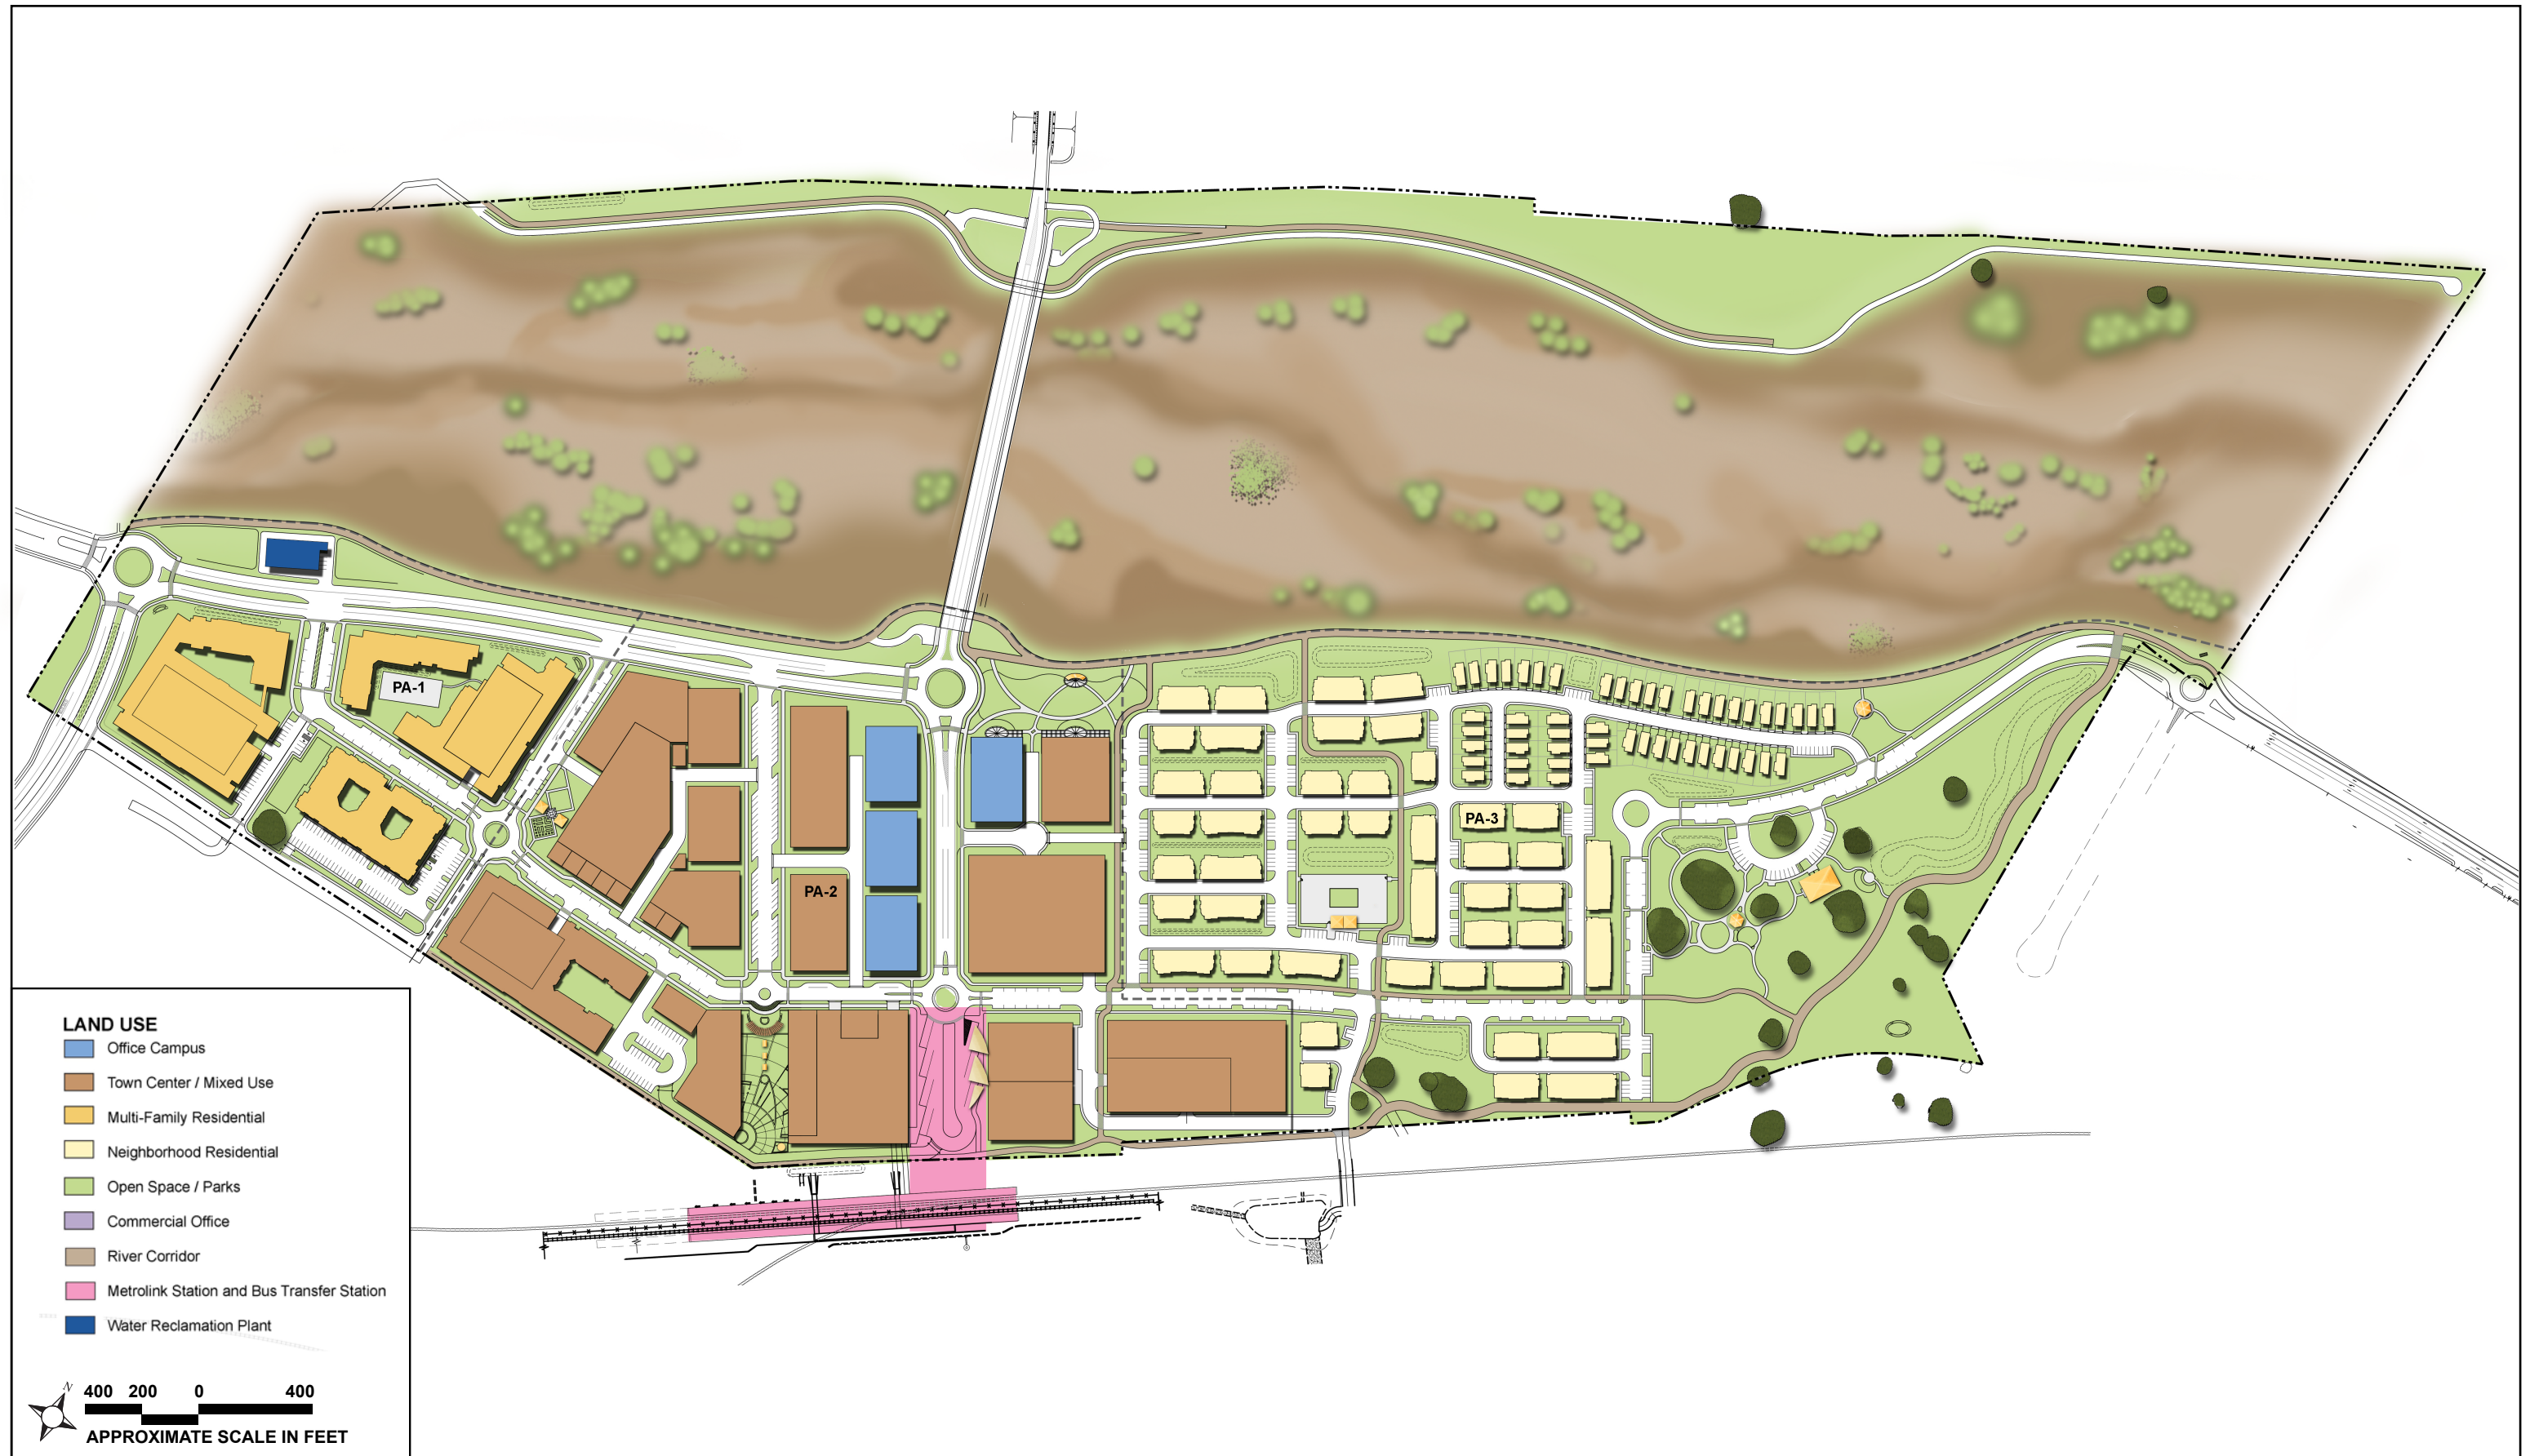 PA-1
PA-2
PA-3
LAND USE
Office Campus
Town Center / Mixed Use
Multi-Family Residential
Neighborhood Residential
Open Space / Parks
Commercial Office
River Corridor
Metrolink Station and Bus Transfer Station
Water Reclamation Plant
N
400 200 0 400
APPROXIMATE SCALE IN FEET